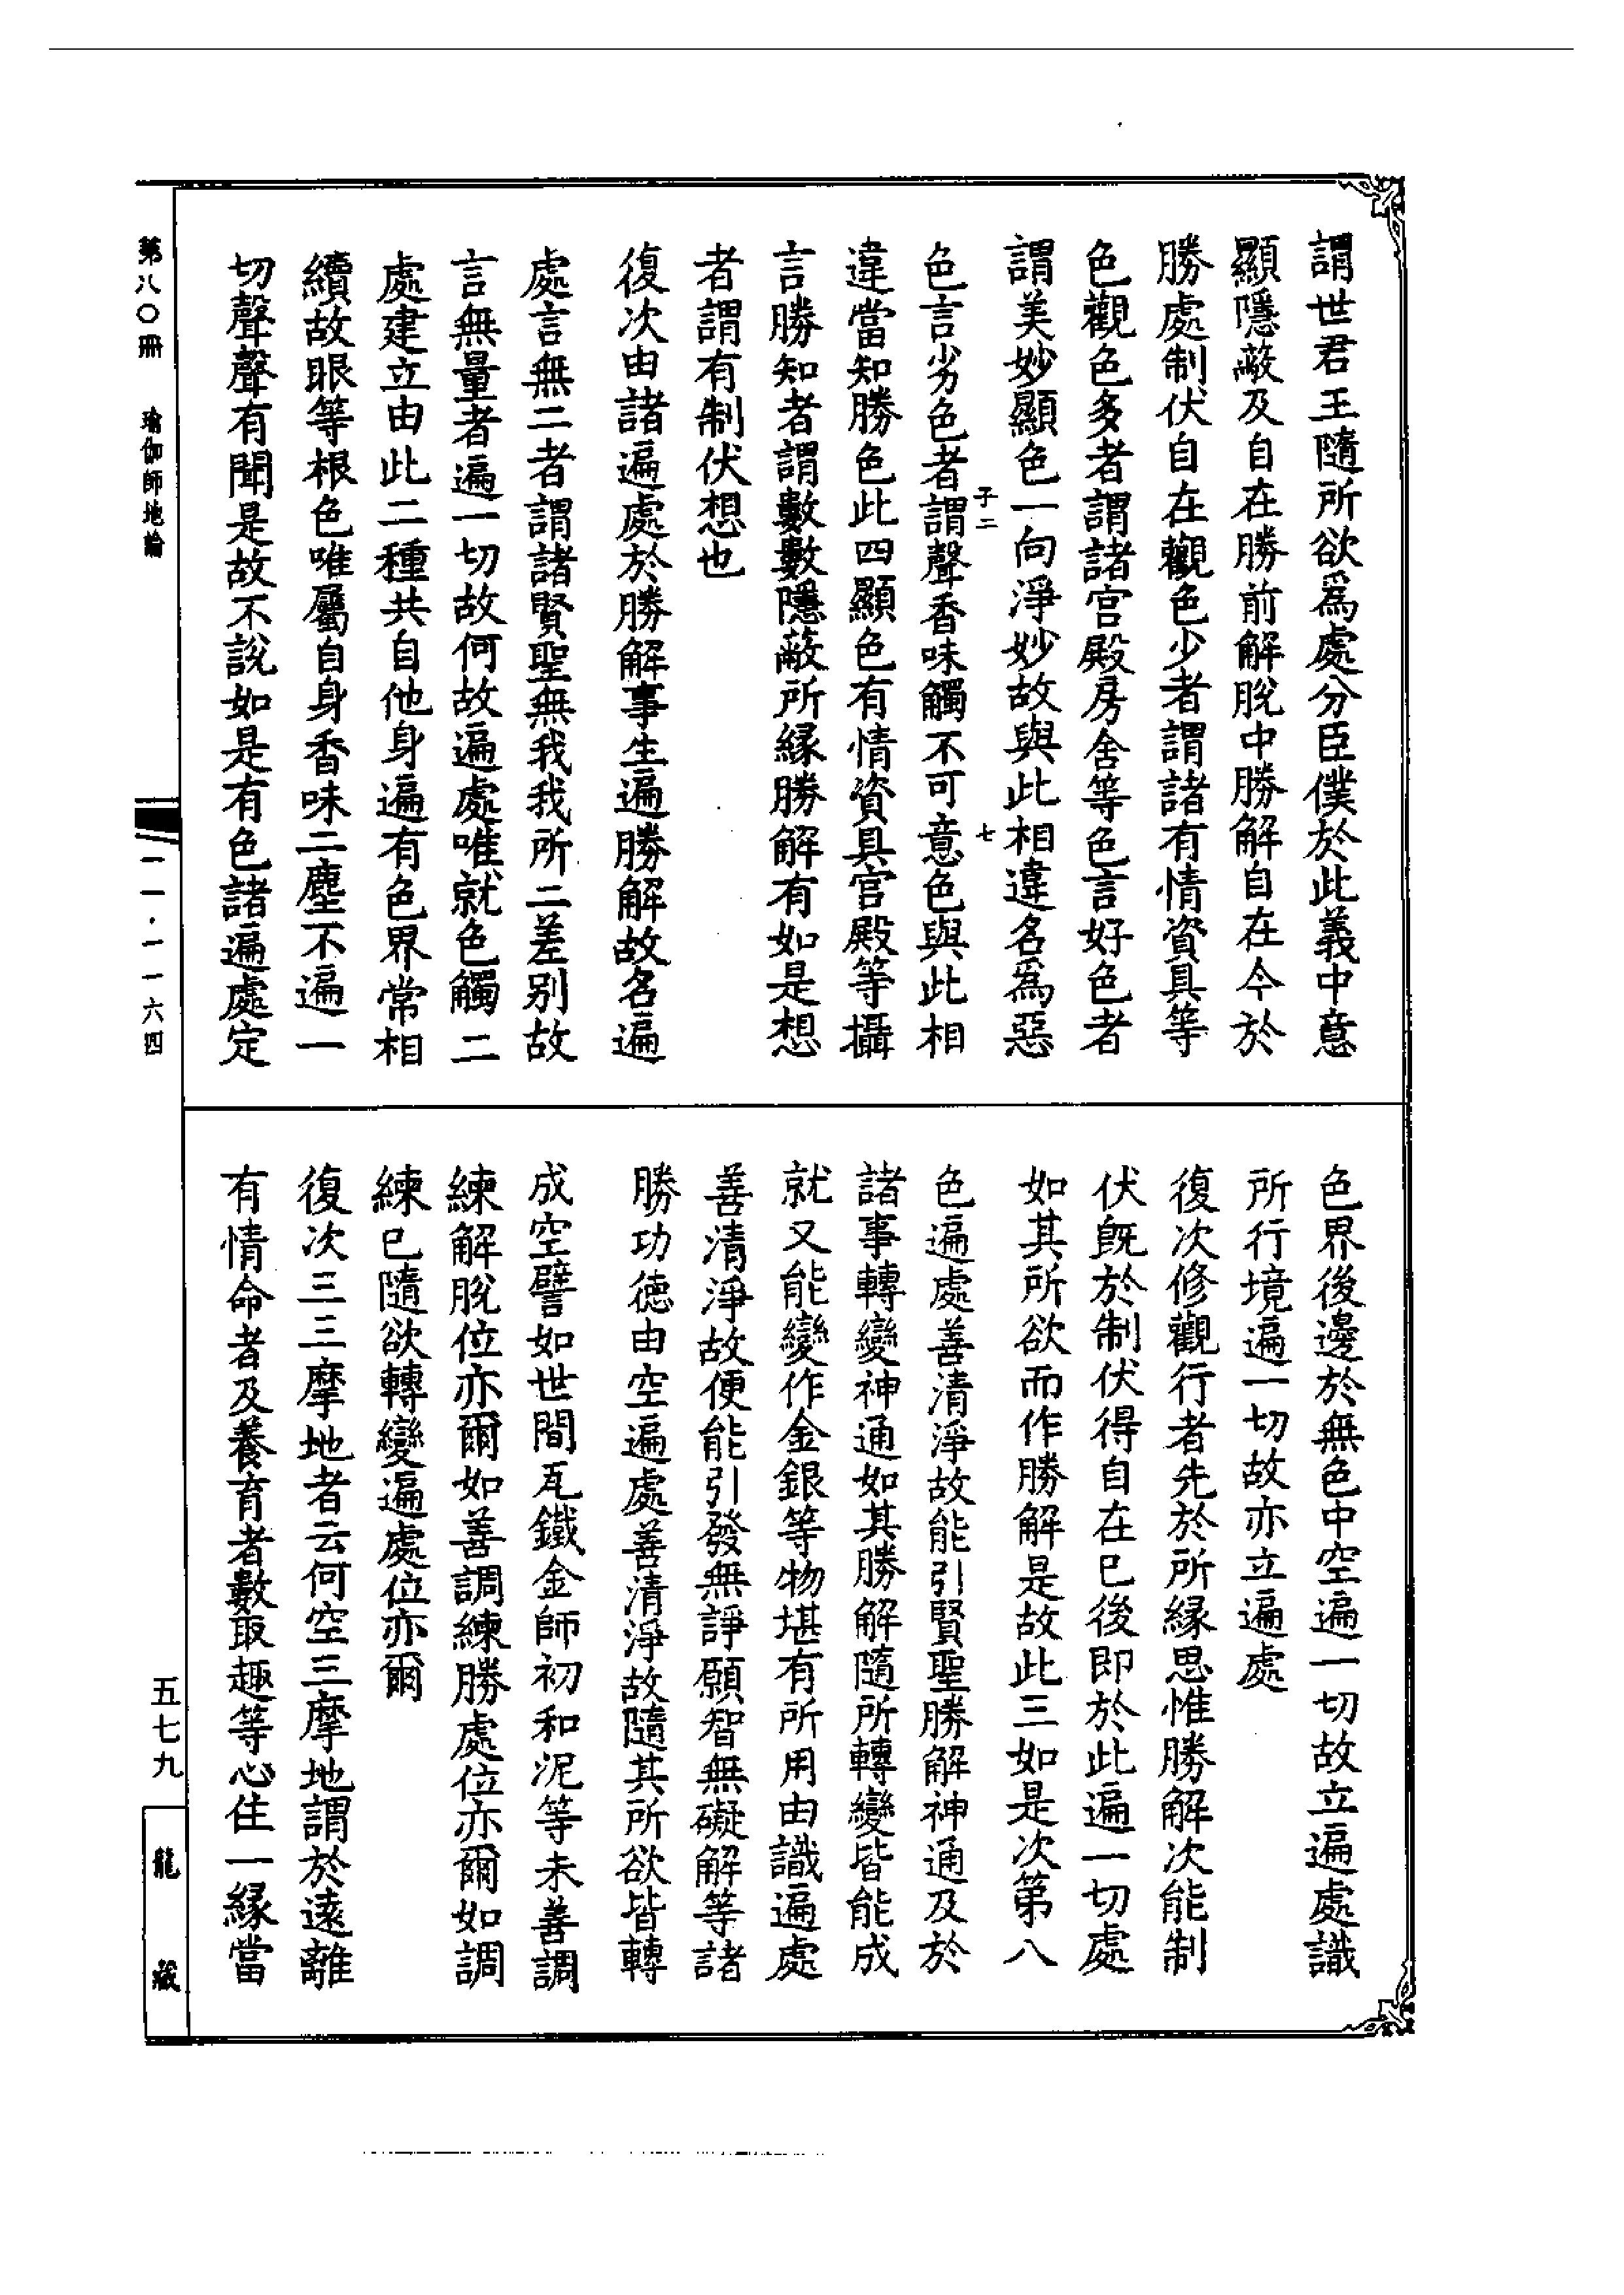 謂世君王隨所欲爲處分臣僕於此義中意
顯隱蔽及自在勝前解脫中勝解自在今於
勝處制伏自在觀色少者謂諸有情資具等
色觀色多者謂諸宮殿房舍等色言好色者
謂美妙顯色一向淨妙故與此相違名爲惡
子二 七
色言劣色者謂聲香味觸不可意色與此相
違當知勝色此四顯色有情資具宮殿等攝
言勝知者謂數數隱蔽所緣勝解有如是想
者謂有制伏想也
復次由諸遍處於勝解事生遍勝解故名遍
處言無二者謂諸賢聖無我我所二差別故
言無量者遍一切故何故遍處唯就色觸二
處建立由此二種共自他身遍有色界常相
續故眼等根色唯屬自身香味二塵不遍一
切聲聲有聞是故不說如是有色諸遍處定
色界後邊於無色中空遍一切故立遍處識
所行境遍一切故亦立遍處
復次修觀行者先於所緣思惟勝解次能制
伏旣於制伏得自在已後即於此遍一切處
如其所欲而作勝解是故此三如是次第八
色遍處善清淨故能引賢聖勝解神通及於
諸事轉變神通如其勝解隨所轉變皆能成
就又能變作金銀等物堪有所用由識遍處
善清淨故便能引發無諍願智無礙解等諸
勝功德由空遍處善清淨故隨其所欲皆轉
成空譬如世間瓦鐵金師初和泥等未善調
練解脫位亦爾如善調練勝處位亦爾如調
練已隨欲轉變遍處位亦爾
復次三三摩地者云何空三摩地謂於遠離
有情命者及養育者數取趣等心住一緣當
第八〇冊 瑜伽師地論
一一·一一六四
五七九
龍藏